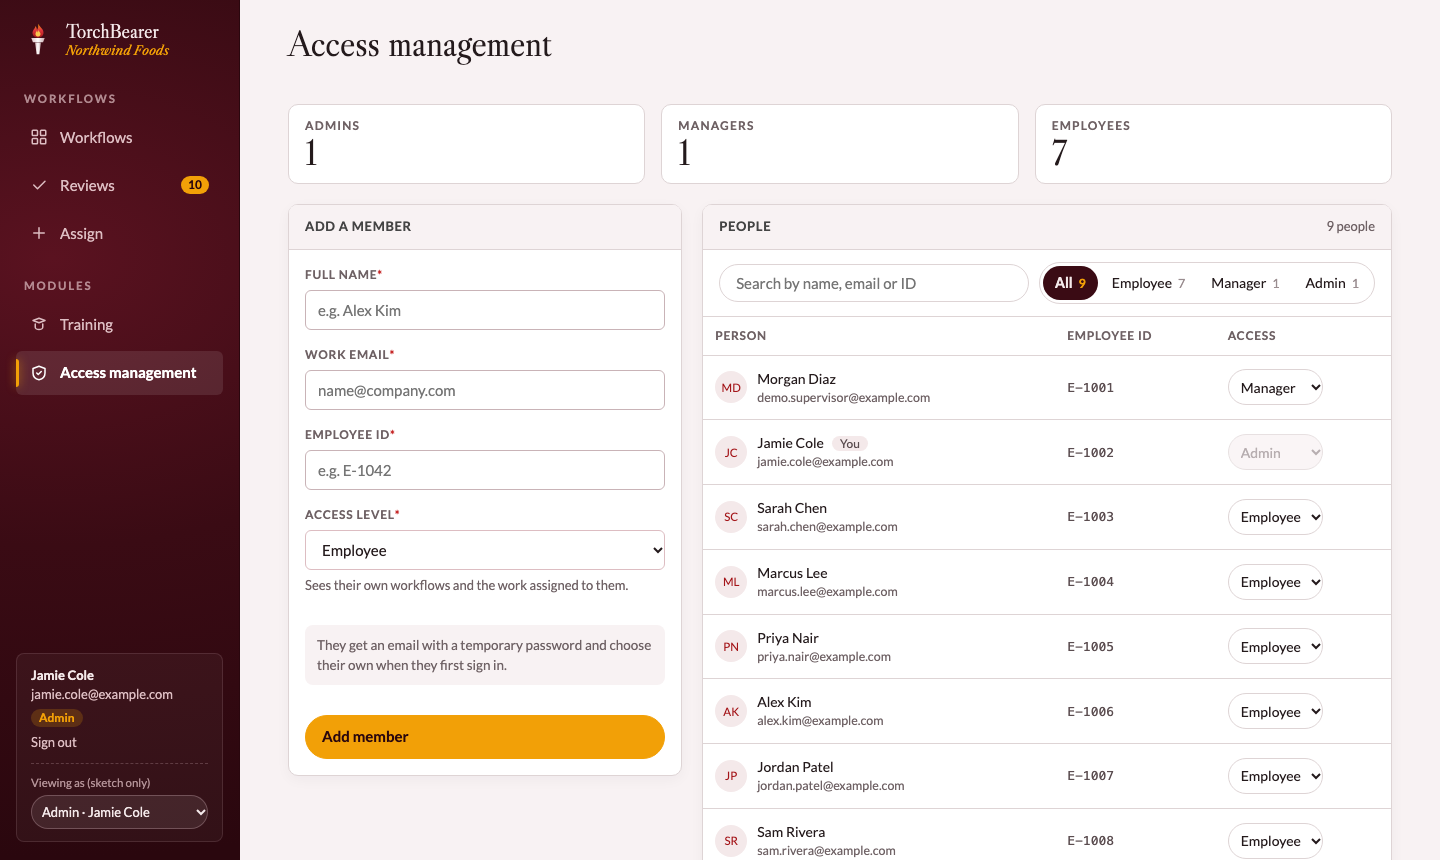 TorchBearer
Northwind Foods
WORKFLOWS
Workflows
Reviews 10
Assign
MODULES
Training
Access management
Jamie Cole
jamie.cole@example.com
Admin
Sign out
Viewing as (sketch only)
Admin · Jamie Cole
Access management
ADMINS
1
MANAGERS
1
EMPLOYEES
7
ADD A MEMBER
FULL NAME*
e.g. Alex Kim
WORK EMAIL*
name@company.com
EMPLOYEE ID*
e.g. E-1042
ACCESS LEVEL*
Employee
Sees their own workflows and the work assigned to them.
They get an email with a temporary password and choose
their own when they first sign in.
Add member
PEOPLE 9 people
Search by name, email or ID All 9 Employee 7 Manager 1 Admin 1
PERSON EMPLOYEE ID ACCESS
MD Morgan Diaz E-1001 Manager
demo.supervisor@example.com
JC Jamie Cole You E-1002 Admin
jamie.cole@example.com
SC Sarah Chen E-1003 Employee
sarah.chen@example.com
ML Marcus Lee E-1004 Employee
marcus.lee@example.com
PN Priya Nair E-1005 Employee
priya.nair@example.com
AK Alex Kim E-1006 Employee
alex.kim@example.com
JP Jordan Patel E-1007 Employee
jordan.patel@example.com
SR Sam Rivera E-1008 Employee
sam.rivera@example.com